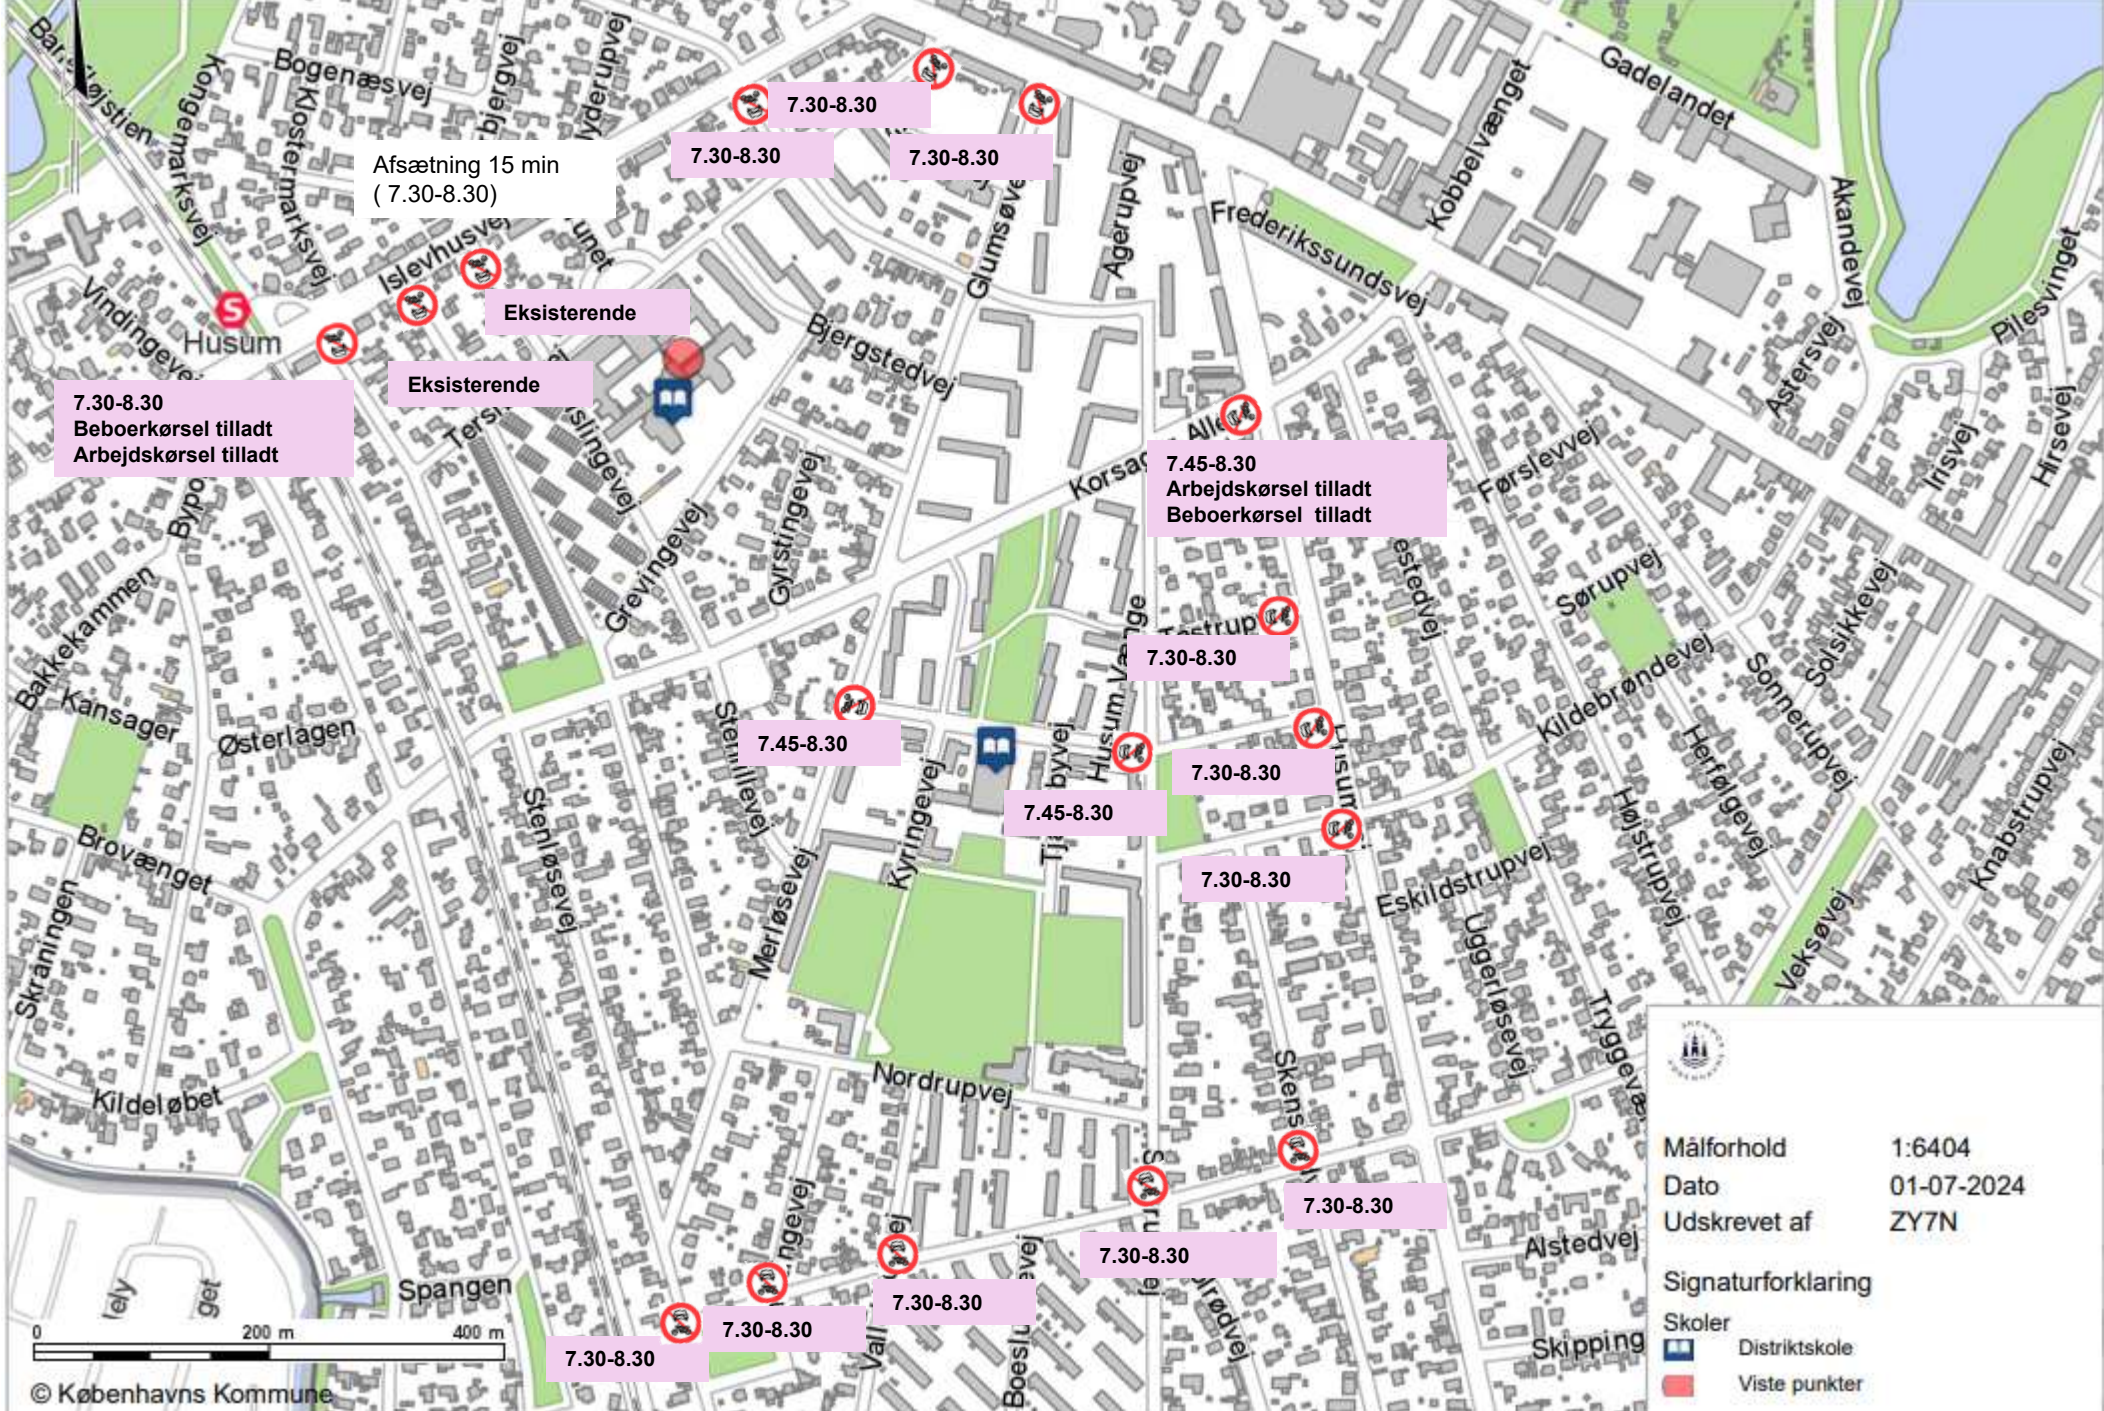 Bogenæsvej
Kongemarksvej
Klostermarksvej
Afsætning 15 min
( 7.30-8.30)
7.30-8.30
7.30-8.30
7.30-8.30
Gadelandet
Kobbelvænget
Akandevej
Pilesvinget
Agerupvej
Frederikssundsvej
Islevhusvej
Vindingevej
S
Husum
Eksisterende
Eksisterende
Bjergstedvej
7.30-8.30
Beboerkørsel tilladt
Arbejdskørsel tilladt
Astersvej
Irisvej
Hirsevej
Førslevvej
7.45-8.30
Arbejdskørsel tilladt
Beboerkørsel tilladt
Grevingevej
Gyrstingevej
Sørupvej
Solsikkevej
Bakkekammen
Kansager
Østerlagen
7.30-8.30
Kildebrøndevej
Sonnerupvej
Herfølgevej
Højstrupvej
Knabstrupvej
7.45-8.30
Husum Vænge
7.30-8.30
7.45-8.30
7.30-8.30
Kyringevej
Stenløsevej
Merløsevej
Brovænget
Skråningen
Eskildstrupvej
Uggerløsevej
Veksøvej
Kildeløbet
Nordrupvej
7.30-8.30
7.30-8.30
7.30-8.30
7.30-8.30
7.30-8.30
Alstedvej
Spangen
Skipping
0 200 m 400 m
© Københavns Kommune
Målforhold 1:6404
Dato 01-07-2024
Udskrevet af ZY7N
Signaturforklaring
Skoler
Distriktskole
Viste punkter